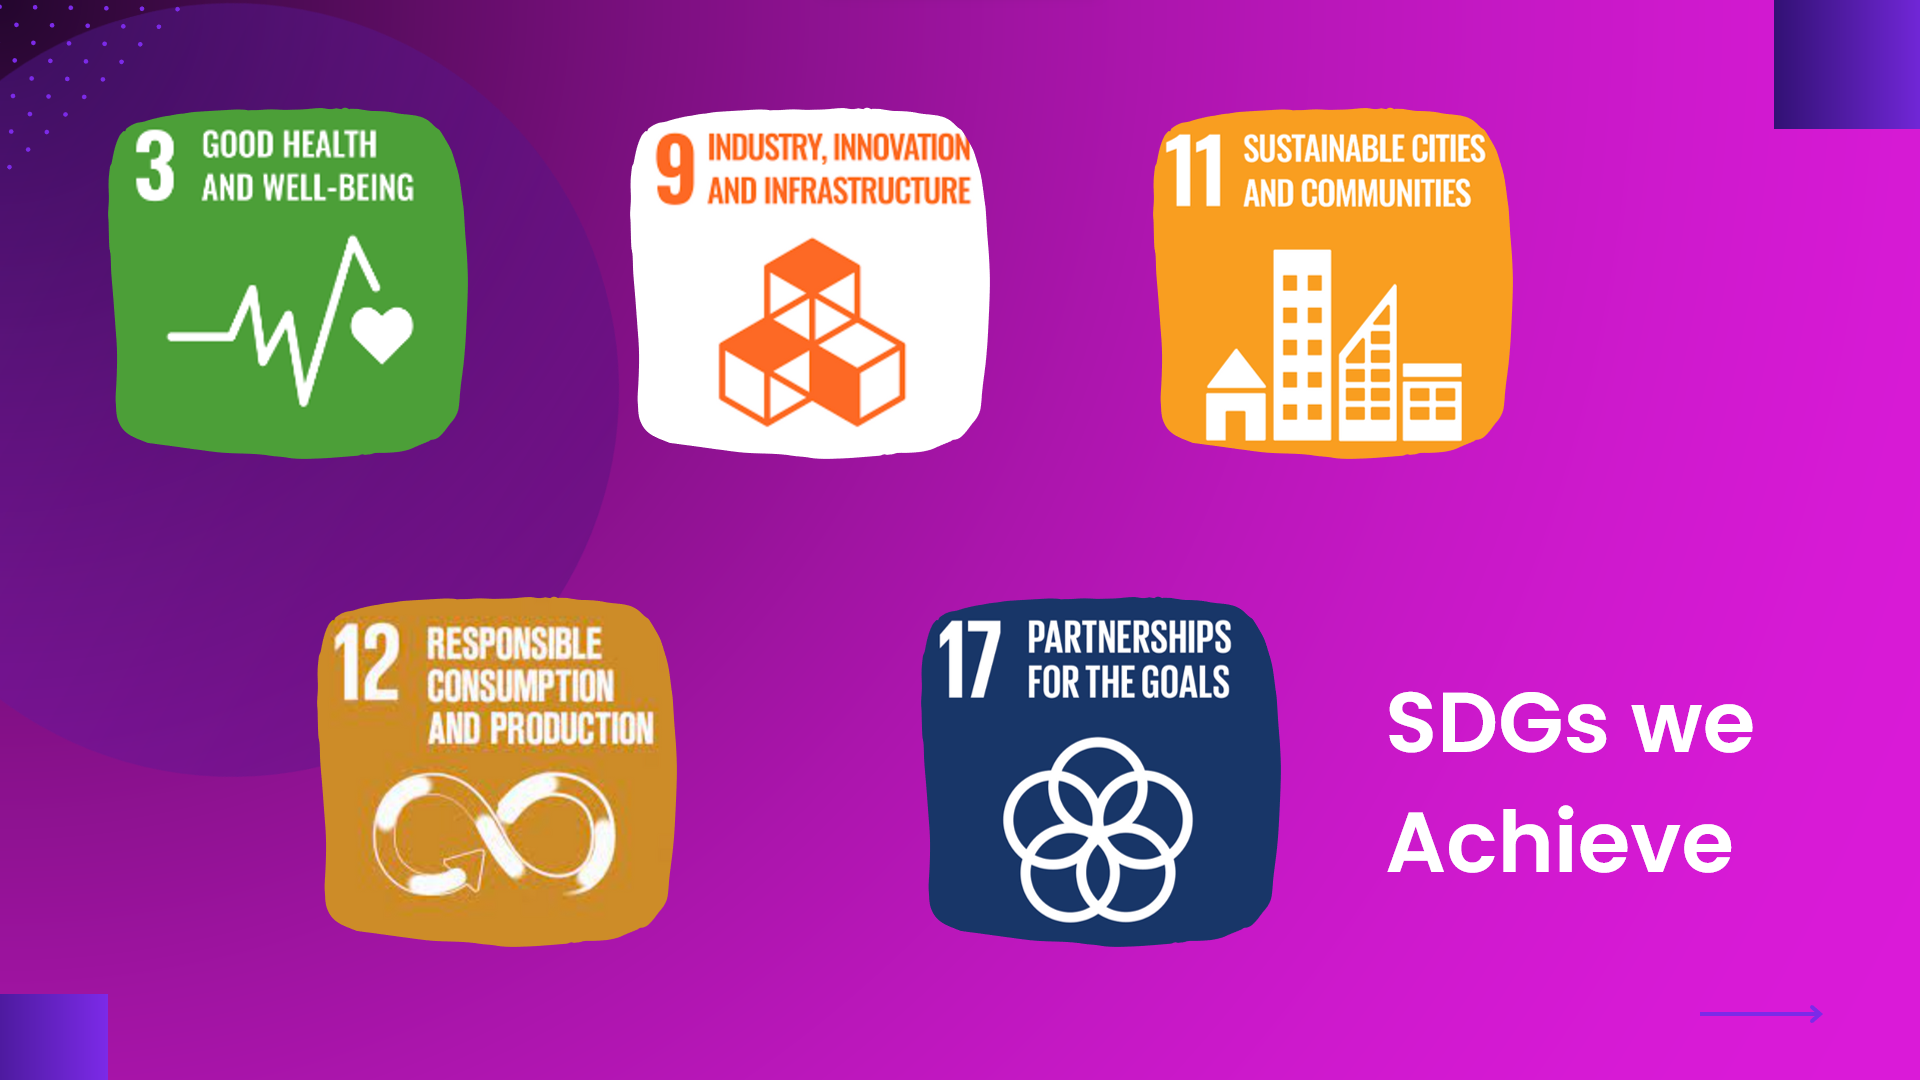 3
GOOD HEALTH
AND WELL-BEING
9
INDUSTRY, INNOVATION
AND INFRASTRUCTURE
11
SUSTAINABLE CITIES
AND COMMUNITIES
12
RESPONSIBLE
CONSUMPTION
AND PRODUCTION
17
PARTNERSHIPS
FOR THE GOALS
SDGs we
Achieve